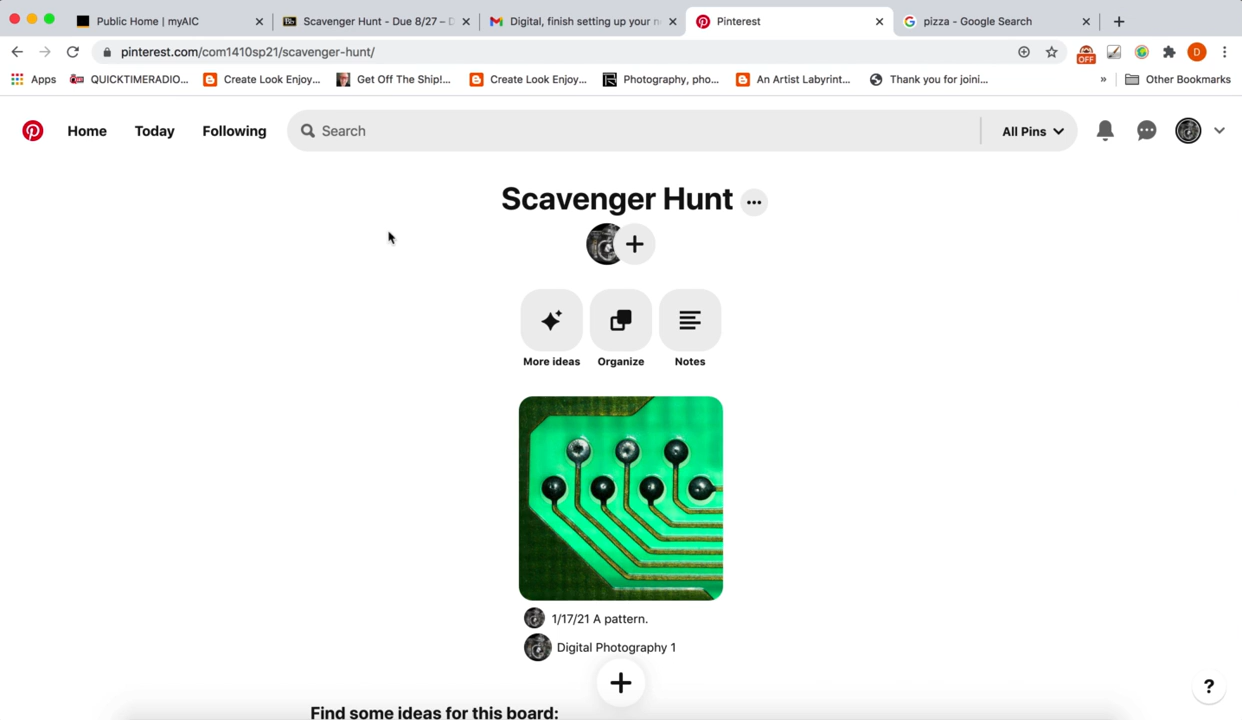 Public Home | myAIC
Scavenger Hunt - Due 8/27 – D
Digital, finish setting up your n
Pinterest
pizza - Google Search
pinterest.com/com1410sp21/scavenger-hunt/
OFF
D
Apps
QUICKTIMERADIO...
Create Look Enjoy...
Get Off The Ship!...
Create Look Enjoy...
Photography, pho...
An Artist Labyrint...
Thank you for joini...
»
Other Bookmarks
Home
Today
Following
Search
All Pins
Scavenger Hunt
More ideas
Organize
Notes
1/17/21 A pattern.
Digital Photography 1
?
Find some ideas for this board: